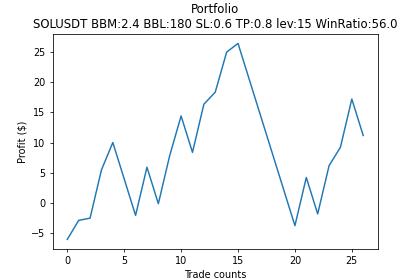 Portfolio
SOLUSDT BBM:2.4 BBL:180 SL:0.6 TP:0.8 lev:15 WinRatio:56.0
25
20
15
10
5
0
−5
Profit ($)
0 5 10 15 20 25
Trade counts